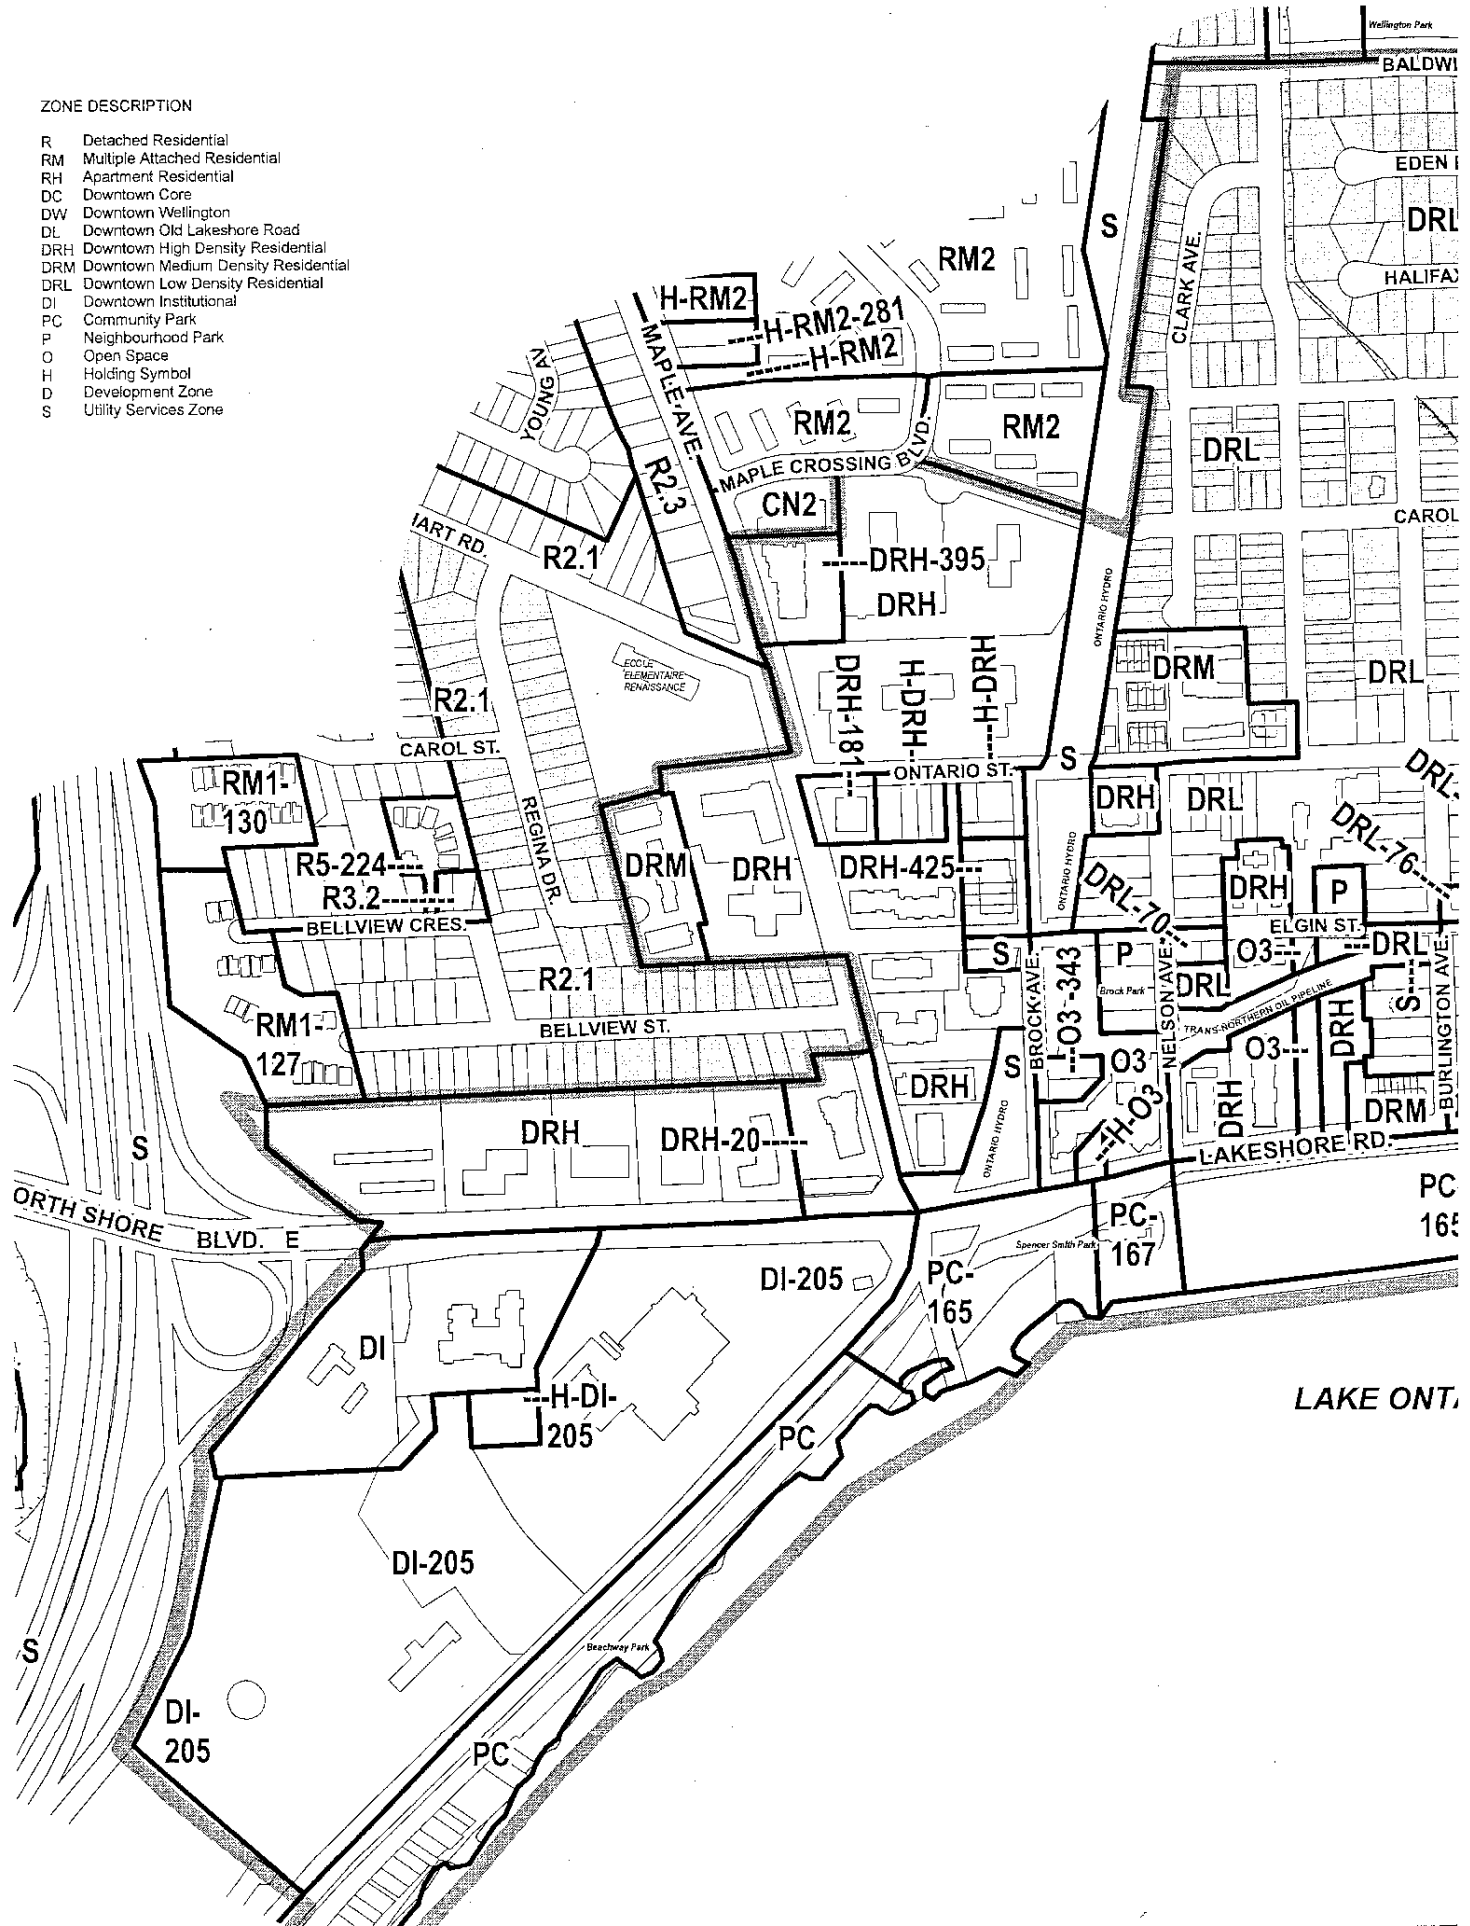 Wellington Park
BALDWI
ZONE DESCRIPTION
R Detached Residential
RM Multiple Attached Residential
RH Apartment Residential
DC Downtown Core
DW Downtown Wellington
DL Downtown Old Lakeshore Road
DRH Downtown High Density Residential
DRM Downtown Medium Density Residential
DRL Downtown Low Density Residential
DI Downtown Institutional
PC Community Park
P Neighbourhood Park
O Open Space
H Holding Symbol
D Development Zone
S Utility Services Zone
EDEN
S
DRL
CLARK AVE.
RM2
HALIFAX
H-RM2
H-RM2-281
H-RM2
MAPLE AVE.
YOUNG AV
RM2
RM2
DRL
MAPLE CROSSING BLVD.
R2.3
CN2
CAROL
HART RD.
R2.1
DRH-395
DRH
ONTARIO HYDRO
ECOLE
ELEMENTAIRE
RENAISSANCE
DRH-181
H-DRH
H-DRH
DRM
DRL
R2.1
CAROL ST.
S
ONTARIO ST.
RM1-
130
DRH
DRL
DRL-
REGINA DR.
DRL-76
R5-224
DRM
DRH
DRH-425
ONTARIO HYDRO
DRL-70
DRH
P
R3.2
BELLVIEW CRES.
ELGIN ST.
S
P
O3
DRL
R2.1
O3-343
Brock Park
DRL
S
BELLVIEW ST.
BROCK AVE.
NELSON AVE.
TRANS-NORTHERN OIL PIPELINE
BURLINGTON AVE.
RM1-
127
S
O3
O3
DRH
DRH
H-O3
DRH
DRM
DRH
DRH-20
ONTARIO HYDRO
LAKESHORE RD.
S
ORTH SHORE BLVD. E
PC-
167
PC-
165
Spencer Smith Park
DI-205
PC-
165
DI
H-DI-
205
LAKE ONTA
PC
DI-205
Beachway Park
S
DI-
205
PC